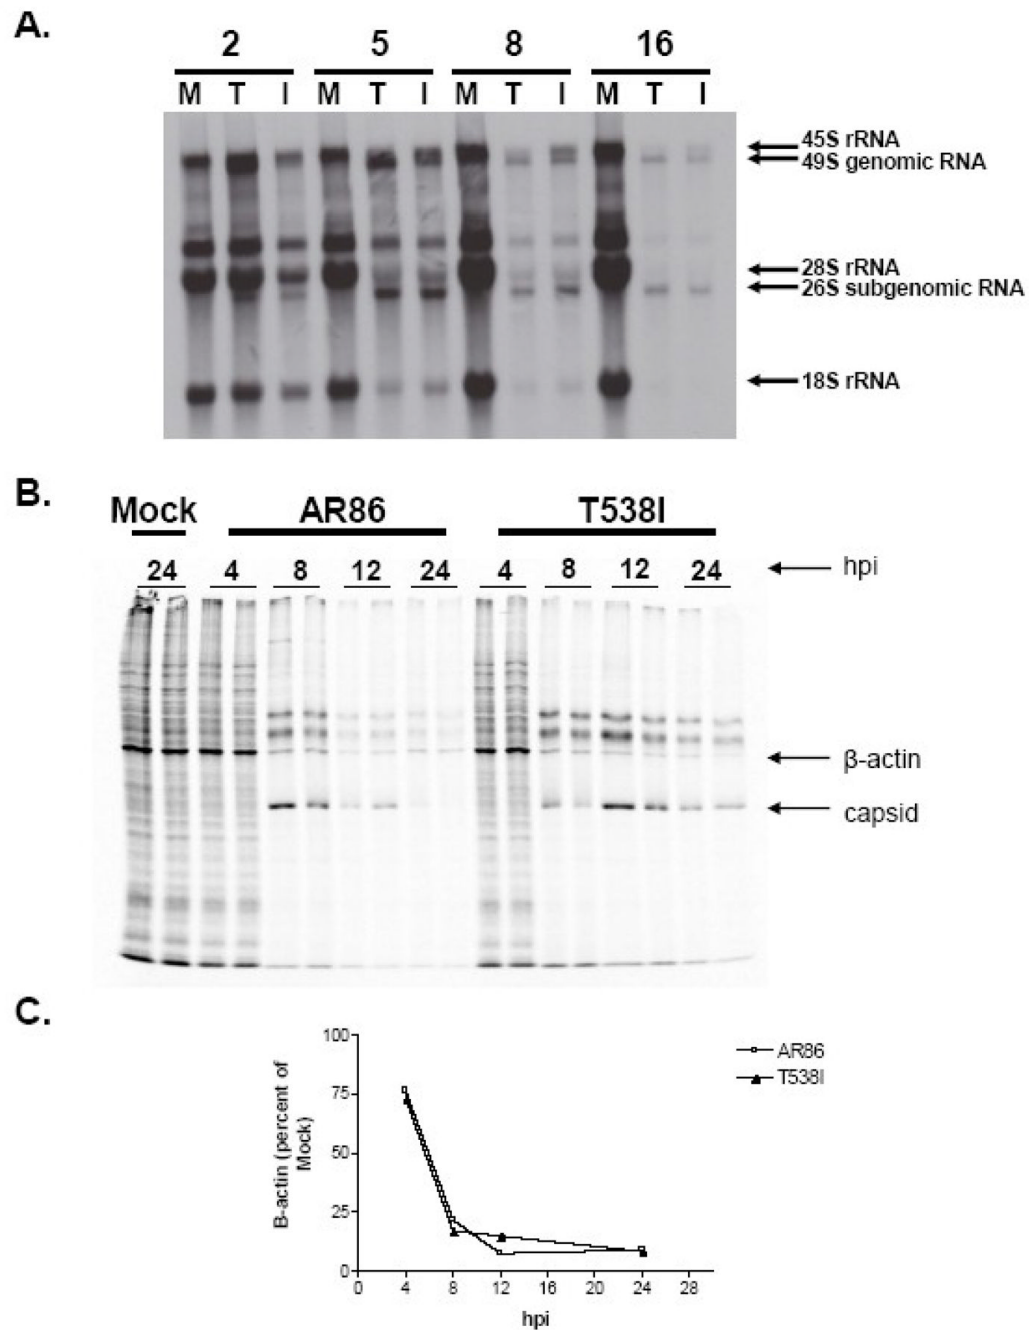 A.
2 5 8 16
M T I M T I M T I M T I
45S rRNA
49S genomic RNA
28S rRNA
26S subgenomic RNA
18S rRNA
B.
Mock AR86 T538I
24 4 8 12 24 4 8 12 24 hpi
β-actin
capsid
C.
100
75
50
25
0
B-actin (percent of
Mock)
0 4 8 12 16 20 24 28
hpi
AR86
T538I